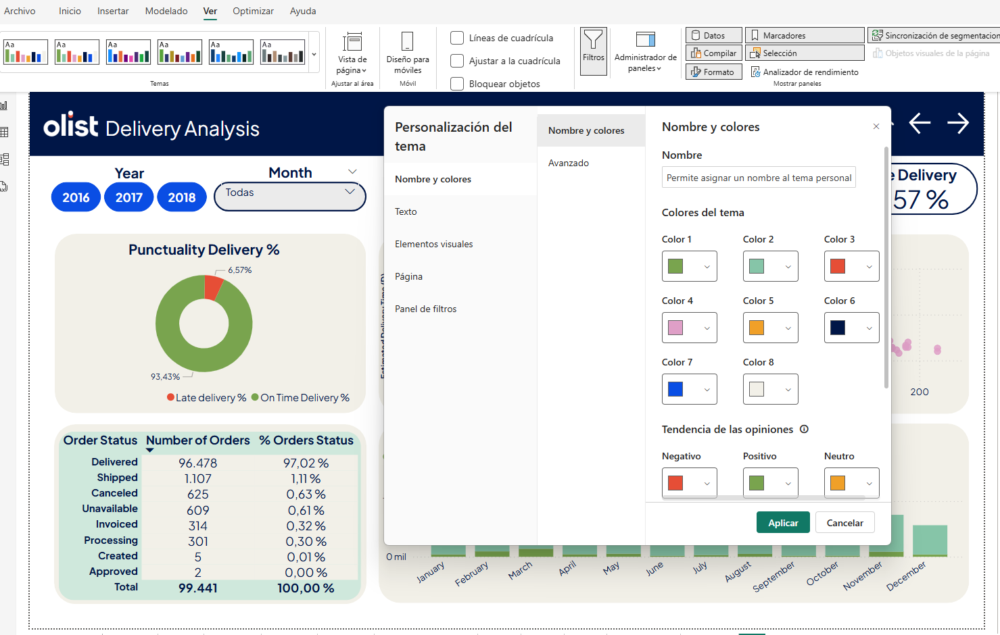 Archivo
Inicio
Insertar
Modelado
Ver
Optimizar
Ayuda
Aa
Aa
Aa
Aa
Aa
Aa
Temas
Vista de
página
Ajustar al área
Diseño para
móviles
Móvil
Líneas de cuadrícula
Ajustar a la cuadrícula
Bloquear objetos
Filtros
Administrador de
paneles
Datos
Marcadores
Sincronización de segmentacion
Compilar
Selección
Objetos visuales de la página
Formato
Analizador de rendimiento
Mostrar paneles
olist Delivery Analysis
Year
2016
2017
2018
Month
Todas
e Delivery
57 %
Punctuality Delivery %
6,57%
93,43%
Late delivery %
On Time Delivery %
Order Status Number of Orders % Orders Status
Delivered 96.478 97,02 %
Shipped 1.107 1,11 %
Canceled 625 0,63 %
Unavailable 609 0,61 %
Invoiced 314 0,32 %
Processing 301 0,30 %
Created 5 0,01 %
Approved 2 0,00 %
Total 99.441 100,00 %
Personalización del
tema
Nombre y colores
Texto
Elementos visuales
Página
Panel de filtros
Nombre y colores
Avanzado
Nombre y colores
Nombre
Permite asignar un nombre al tema personal
Colores del tema
Color 1
Color 2
Color 3
Color 4
Color 5
Color 6
Color 7
Color 8
Tendencia de las opiniones
Negativo
Positivo
Neutro
Aplicar
Cancelar
200
0 mil
January
February
March
April
May
June
July
August
September
October
November
December